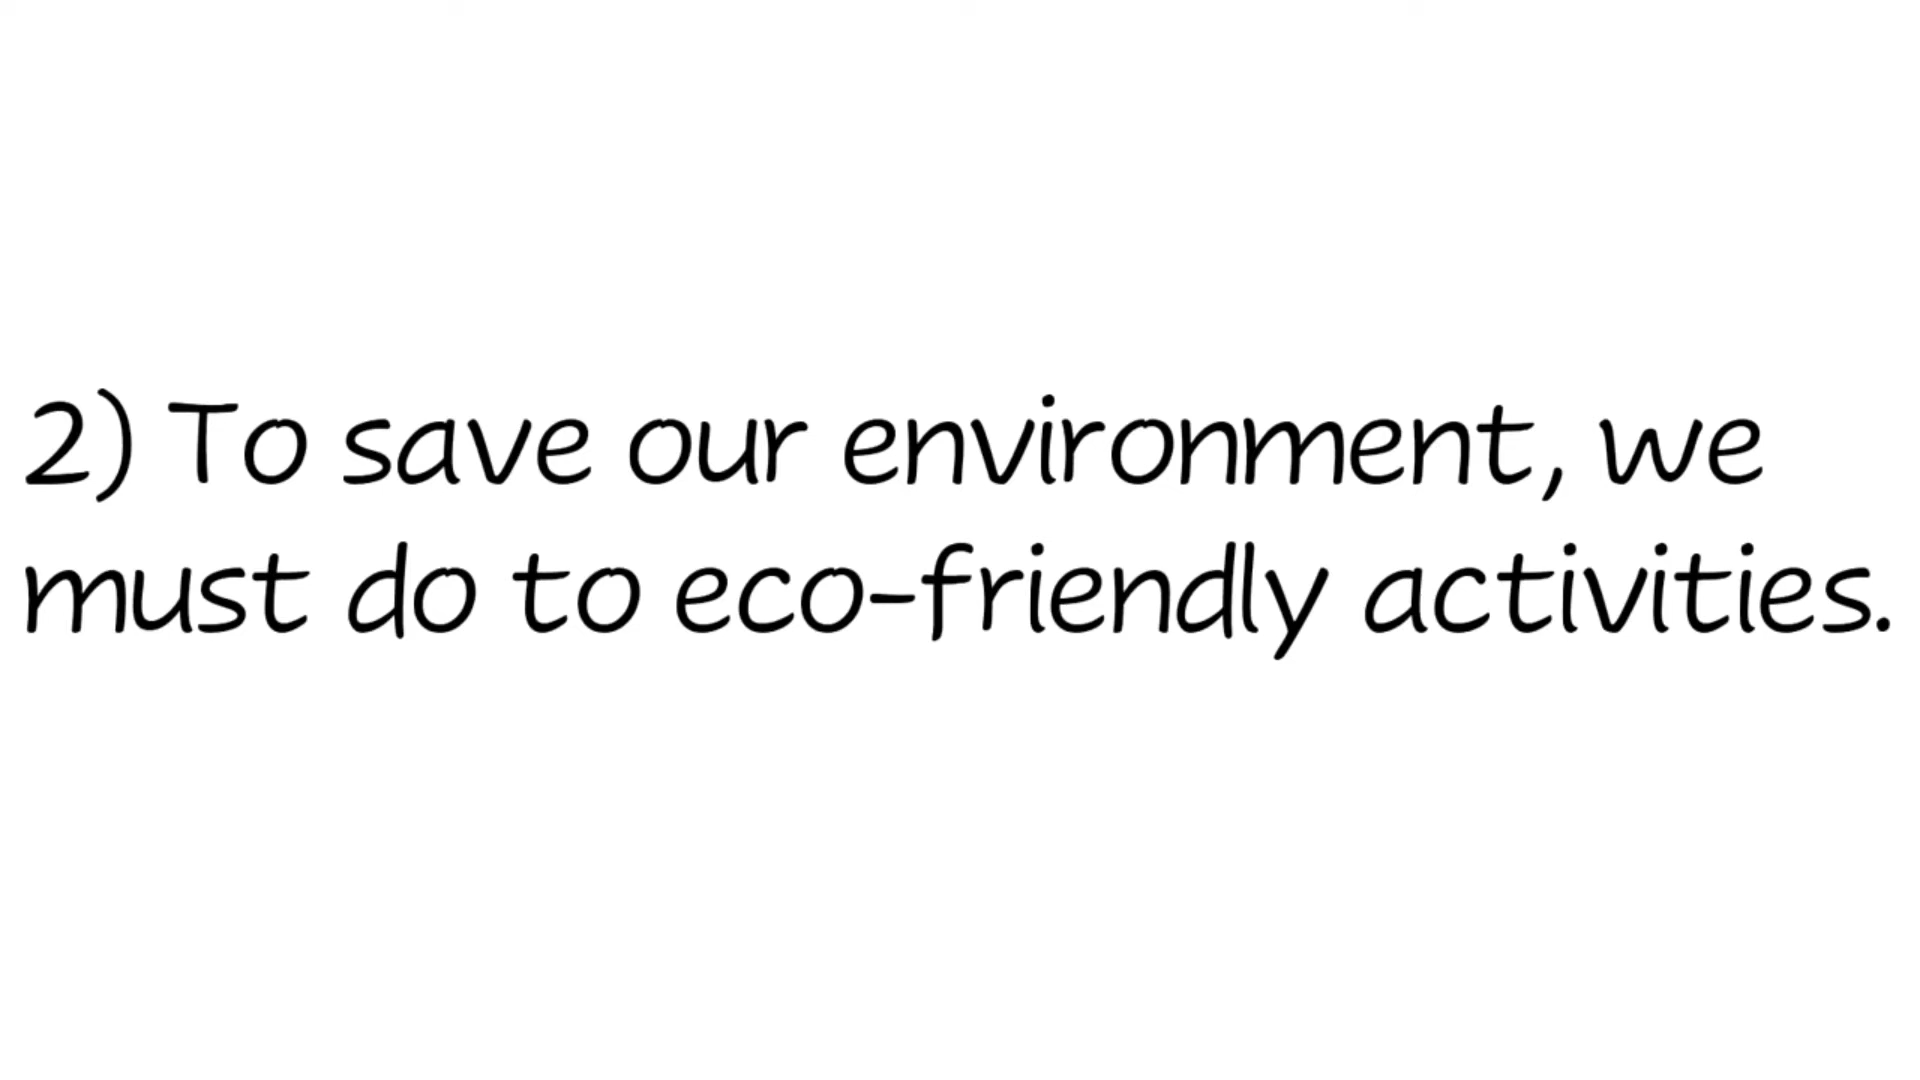 2) To save our environment, we
must do to eco-friendly activities.